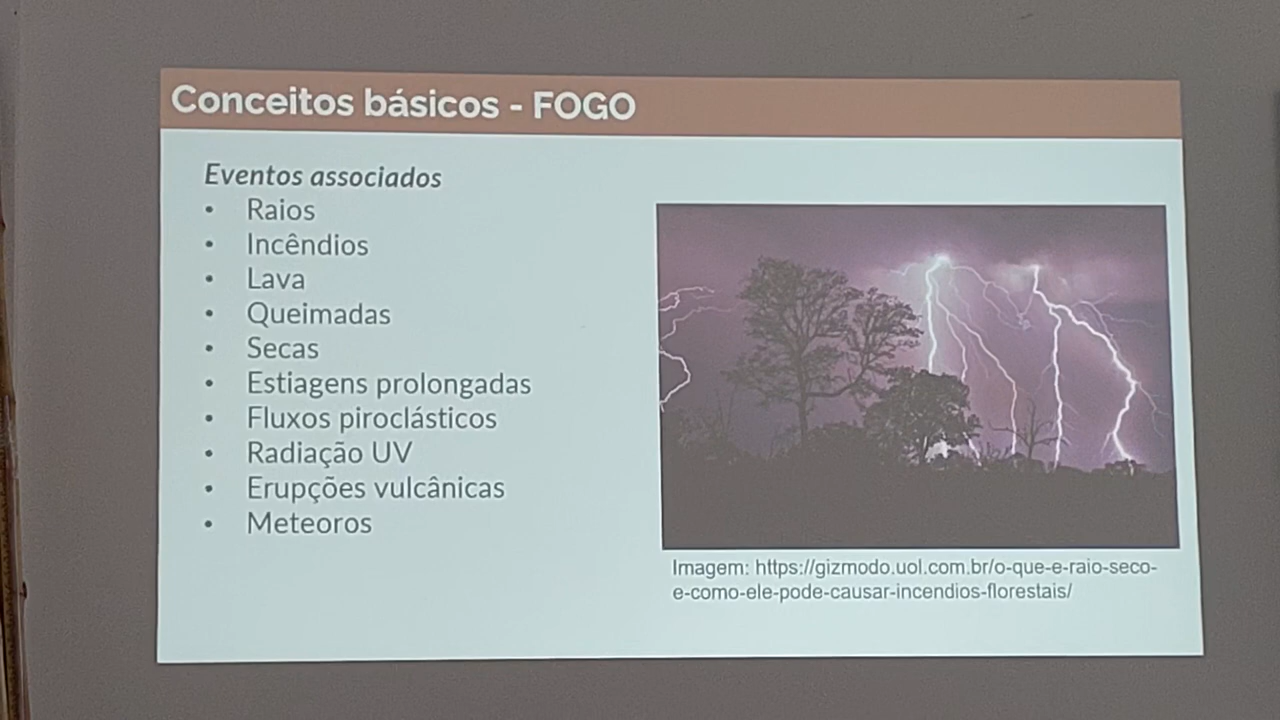 Conceitos básicos - FOGO
Eventos associados
• Raios
• Incêndios
• Lava
• Queimadas
• Secas
• Estiagens prolongadas
• Fluxos piroclásticos
• Radiação UV
• Erupções vulcânicas
• Meteoros
Imagem: https://gizmodo.uol.com.br/o-que-e-raio-seco-
e-como-ele-pode-causar-incendios-florestais/